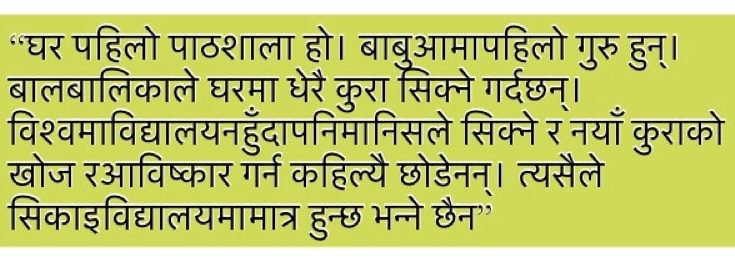 “घर पहिलो पाठशाला हो। बाबुआमापहिलो गुरु हुन्।
बालबालिकाले घरमा धेरै कुरा सिक्ने गर्दछन्।
विश्वमाविद्यालयनहुँदापनिमानिसले सिक्ने र नयाँ कुराको
खोज रआविष्कार गर्न कहिल्यै छोडेनन्। त्यसैले
सिकाइविद्यालयमामात्र हुन्छ भन्ने छैन”